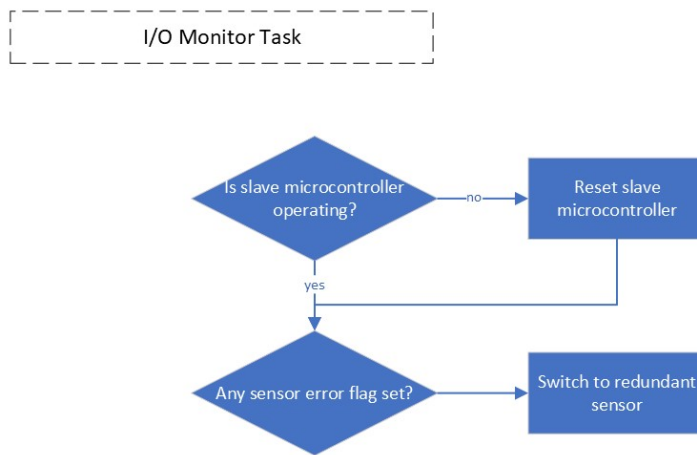 I/O Monitor Task
Is slave microcontroller
operating?
no
Reset slave
microcontroller
yes
Any sensor error flag set?
Switch to redundant
sensor